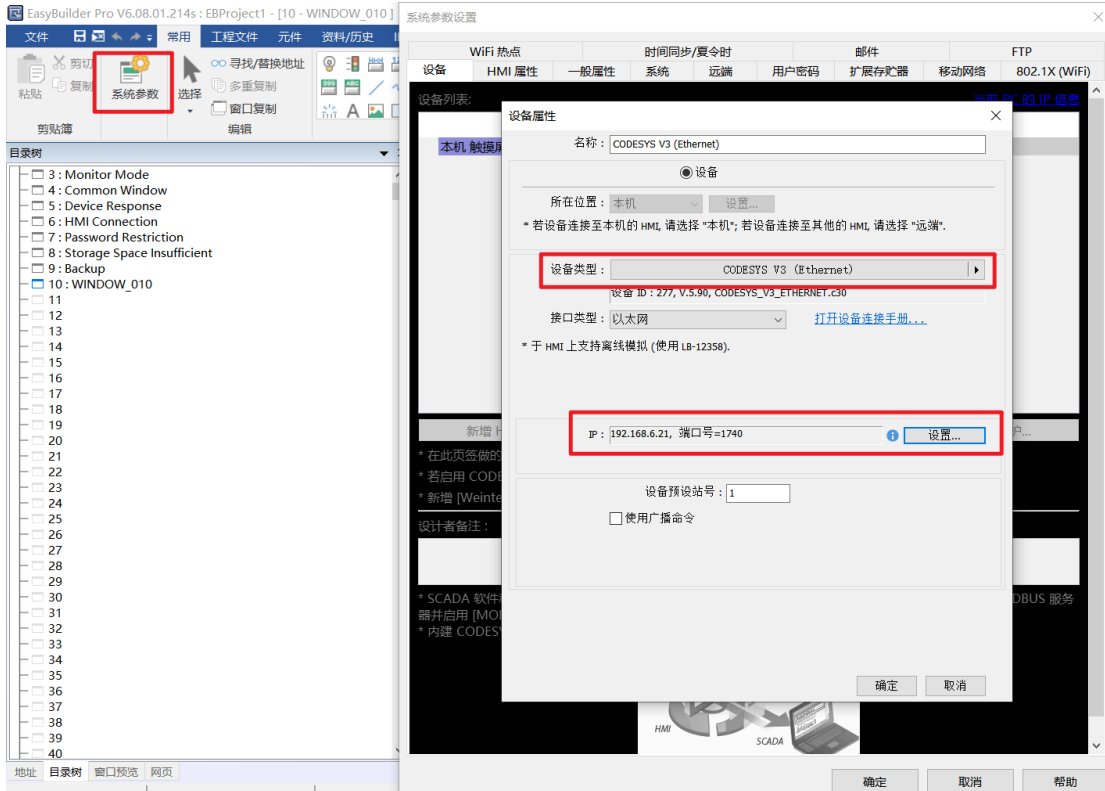 EasyBuilder Pro V6.08.01.214s : EBProject1 - [10 - WINDOW_010 ]
文件 常用 工程文件 元件 资料/历史
粘贴
剪切
复制
剪贴簿
系统参数
选择
寻找/替换地址
多重复制
窗口复制
编辑
目录树
3 : Monitor Mode
4 : Common Window
5 : Device Response
6 : HMI Connection
7 : Password Restriction
8 : Storage Space Insufficient
9 : Backup
10 : WINDOW_010
11
12
13
14
15
16
17
18
19
20
21
22
23
24
25
26
27
28
29
30
31
32
33
34
35
36
37
38
39
40
地址 目录树 窗口预览 网页
系统参数设置
WiFi 热点 时间同步/夏令时 邮件 FTP
设备 HMI 属性 一般属性 系统 远端 用户密码 扩展存贮器 移动网络 802.1X (WiFi)
设备列表:
当前 PC 的 IP 信息
本机 触摸屏
设备属性
名称 : CODESYS V3 (Ethernet)
设备
所在位置 : 本机 设置...
* 若设备连接至本机的 HMI, 请选择 "本机"; 若设备连接至其他的 HMI, 请选择 "远端".
设备类型 : CODESYS V3 (Ethernet)
设备 ID : 277, V.5.90, CODESYS_V3_ETHERNET.c30
接口类型 : 以太网 打开设备连接手册...
* 于 HMI 上支持离线模拟 (使用 LB-12358).
IP : 192.168.6.21, 端口号=1740 设置...
设备预设站号 : 1
使用广播命令
确定 取消
新增
* 在此页签做的
* 若启用 CODE
* 新增 [Weinte
设计者备注 :
* SCADA 软件 DBUS 服务
器并启用 [MO
* 内建 CODESY
HMI
SCADA
确定 取消 帮助